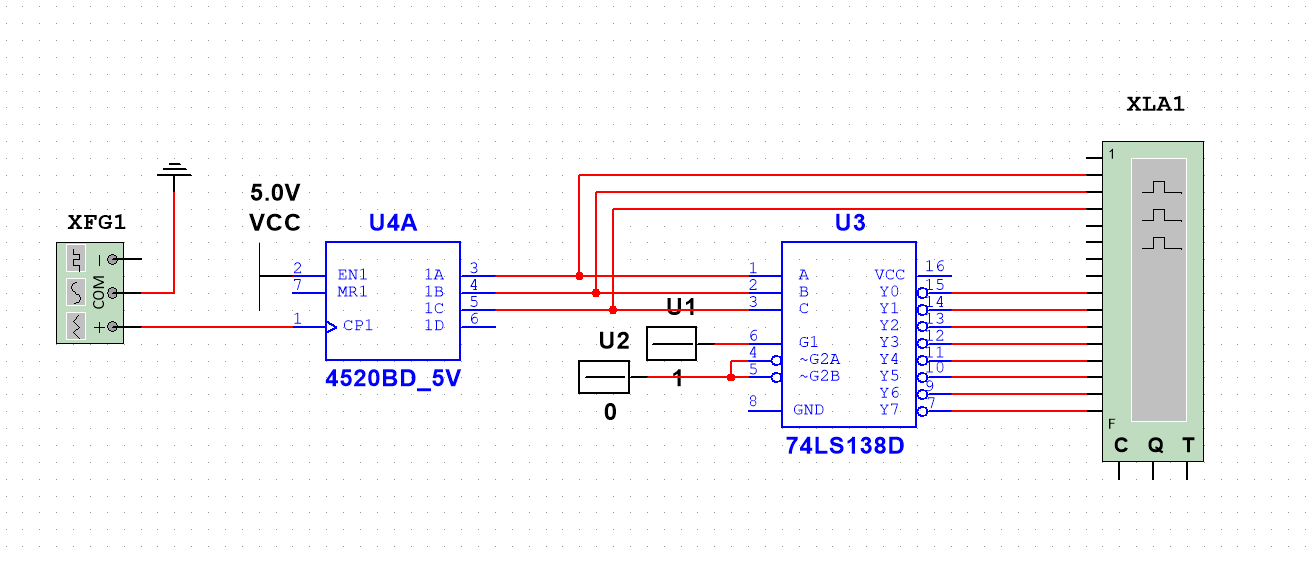 XLA1
1
5.0V
VCC
XFG1
COM
+
U4A
2 EN1 1A 3
7 MR1 1B 4
1C 5
1 CP1 1D 6
4520BD_5V
U3
1 A VCC 16
2 B Y0 15
3 C Y1 14
Y2 13
6 G1 Y3 12
4 ~G2A Y4 11
5 ~G2B Y5 10
Y6 9
8 GND Y7 7
74LS138D
U1
1
U2
0
F
C Q T